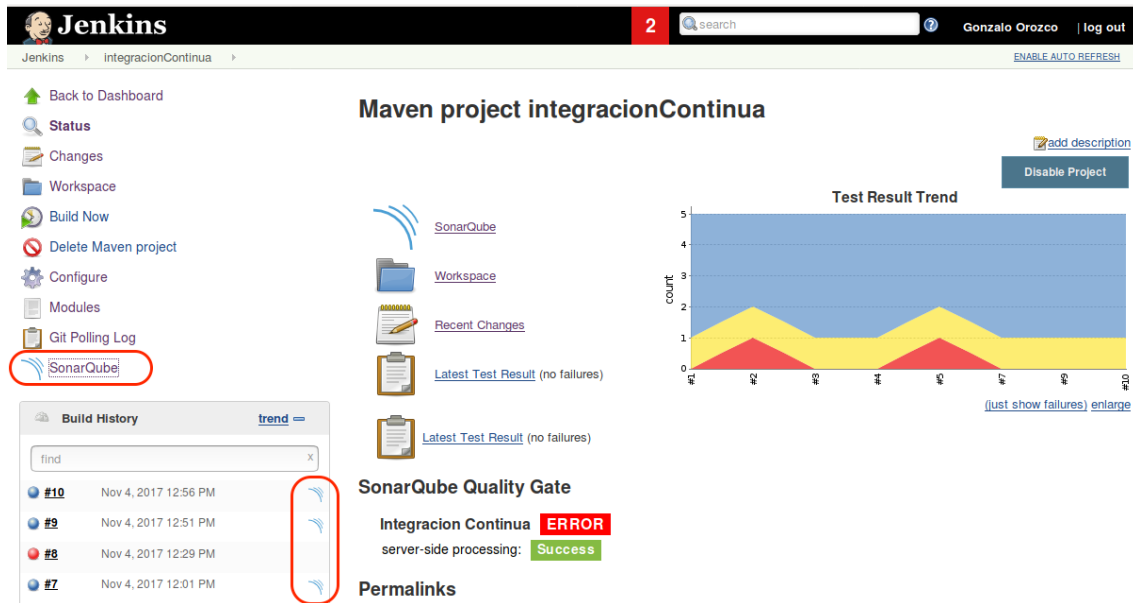 Jenkins
2
search
Gonzalo Orozco | log out
Jenkins
integracionContinua
ENABLE AUTO REFRESH
Back to Dashboard
Status
Changes
Workspace
Build Now
Delete Maven project
Configure
Modules
Git Polling Log
SonarQube
Build History
trend
find
x
#10 Nov 4, 2017 12:56 PM
#9 Nov 4, 2017 12:51 PM
#8 Nov 4, 2017 12:29 PM
#7 Nov 4, 2017 12:01 PM
Maven project integracionContinua
add description
Disable Project
SonarQube
Workspace
Recent Changes
Latest Test Result (no failures)
Latest Test Result (no failures)
Test Result Trend
count
5
4
3
2
1
0
#1 #2 #3 #4 #5 #7 #9 #10
(just show failures) enlarge
SonarQube Quality Gate
Integracion Continua ERROR
server-side processing: Success
Permalinks